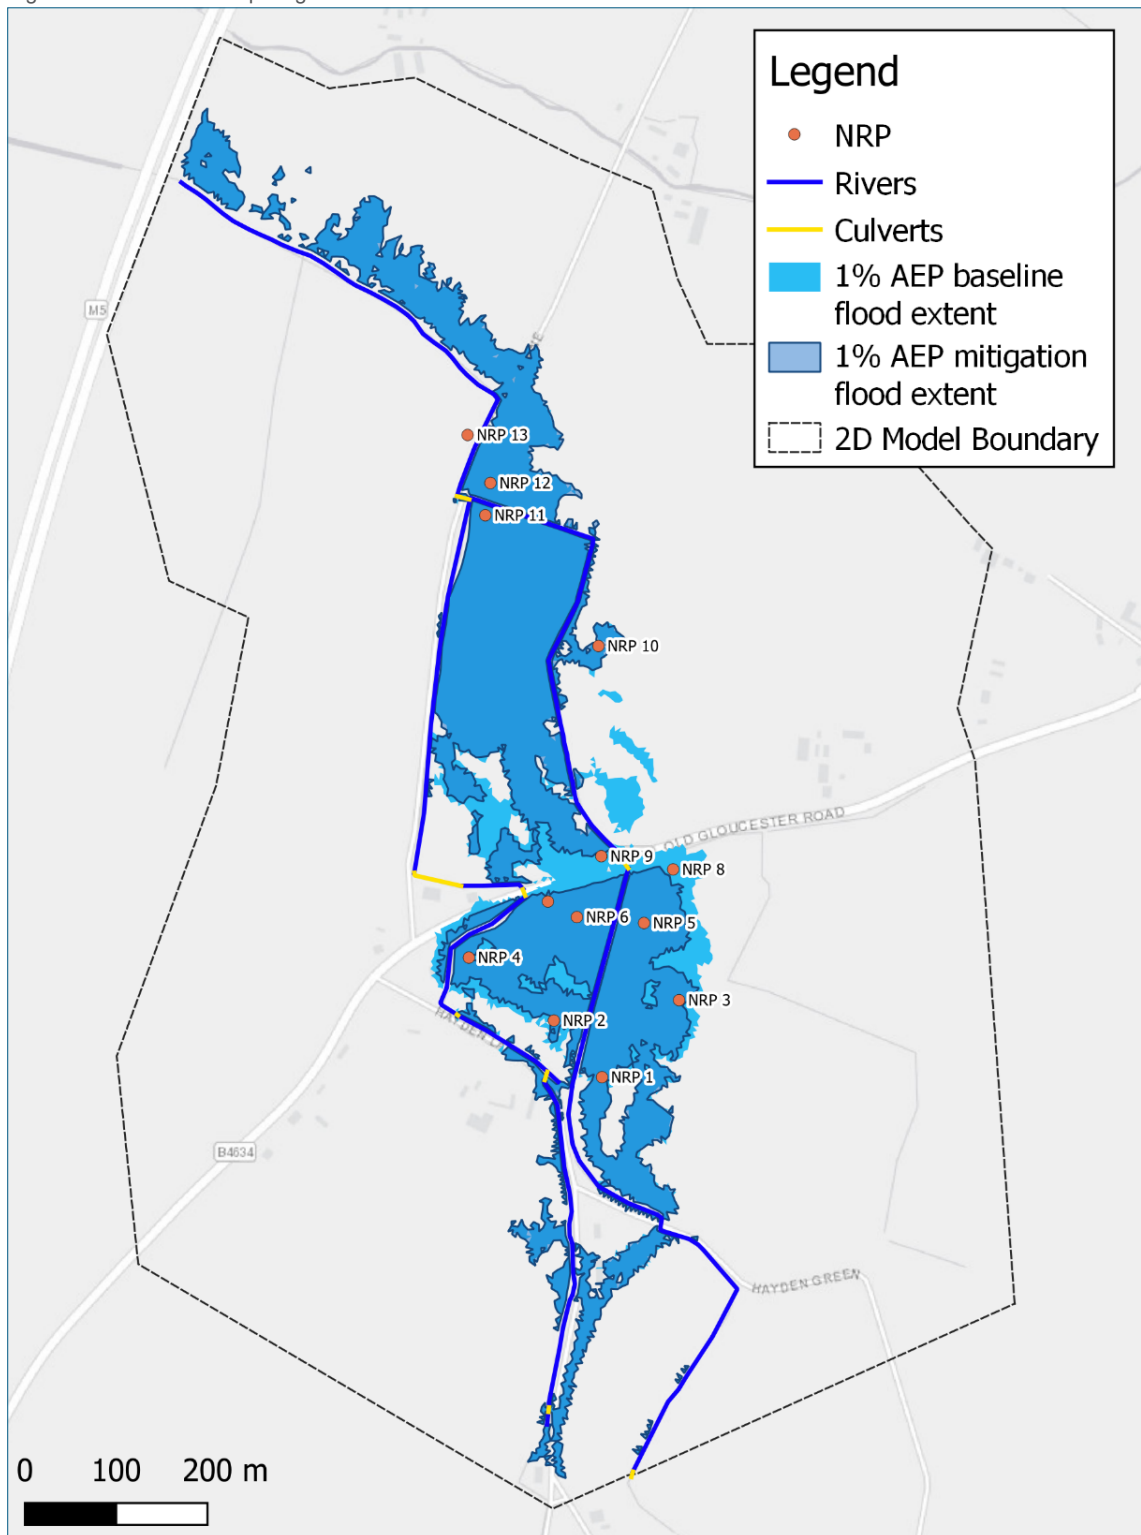 Legend
NRP
Rivers
Culverts
1% AEP baseline
flood extent
1% AEP mitigation
flood extent
2D Model Boundary
M5
NRP 13
NRP 12
NRP 11
NRP 10
OLD GLOUCESTER ROAD
NRP 9
NRP 8
NRP 6
NRP 5
NRP 4
NRP 3
NRP 2
NRP 1
B4634
HAYDEN GREEN
0 100 200 m